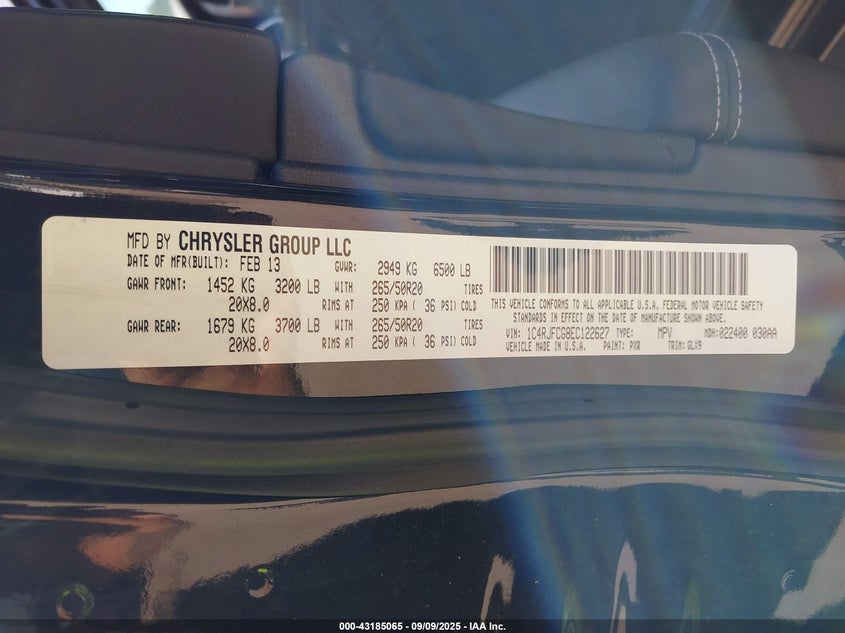 MFD BY CHRYSLER GROUP LLC
DATE OF MFR(BUILT): FEB 13 GVWR: 2949 KG 6500 LB
GAWR FRONT: 1452 KG 3200 LB WITH 265/50R20 TIRES
20X8.0 RIMS AT 250 KPA ( 36 PSI) COLD
GAWR REAR: 1679 KG 3700 LB WITH 265/50R20 TIRES
20X8.0 RIMS AT 250 KPA ( 36 PSI) COLD
THIS VEHICLE CONFORMS TO ALL APPLICABLE U.S.A. FEDERAL MOTOR VEHICLE SAFETY
STANDARDS IN EFFECT ON THE DATE OF MANUFACTURE SHOWN ABOVE.
VIN: 1C4RJFCG8EC122627 TYPE: MPV MDH: 022400 030AA
VEHICLE MADE IN U.S.A. PAINT: PXR TRIM: GLX9
000-43185065 - 09/09/2025 - IAA Inc.